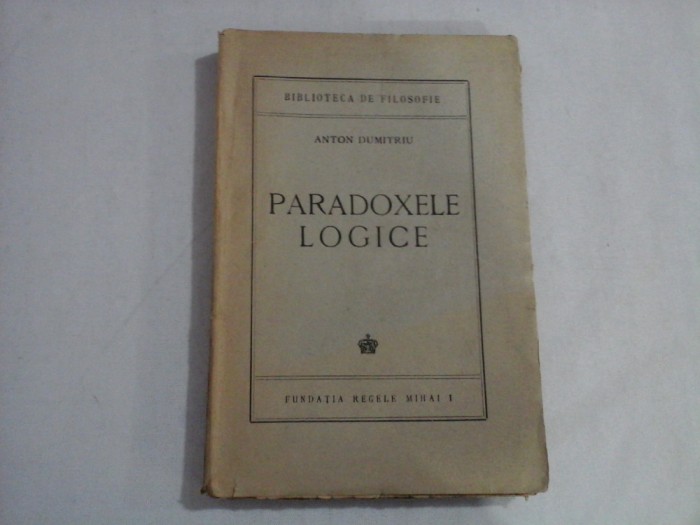 BIBLIOTECA DE FILOSOFIE
ANTON DUMITRIU
PARADOXELE
LOGICE
FUNDAȚIA REGELE MIHAI I